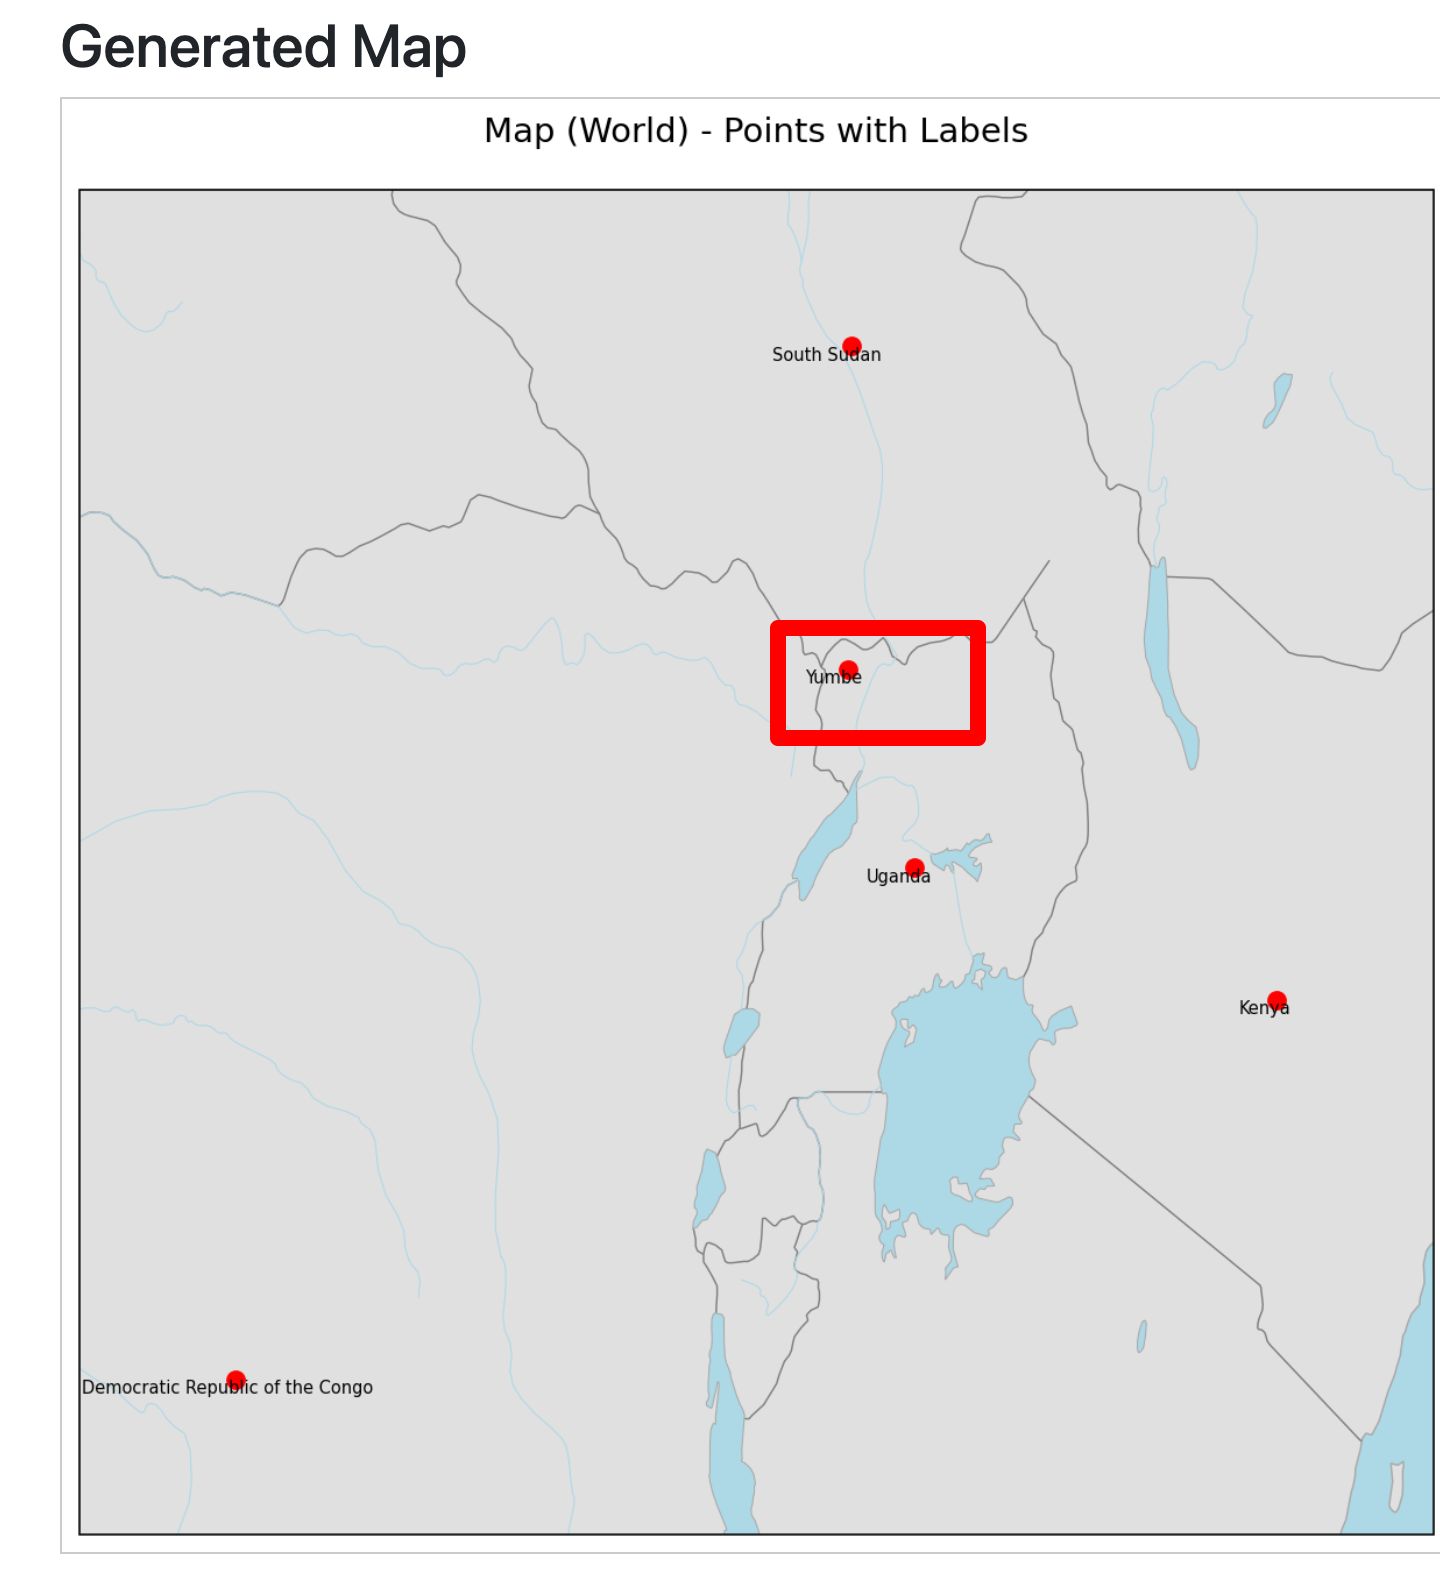 Generated Map
Map (World) - Points with Labels
South Sudan
Yumbe
Uganda
Kenya
Democratic Republic of the Congo